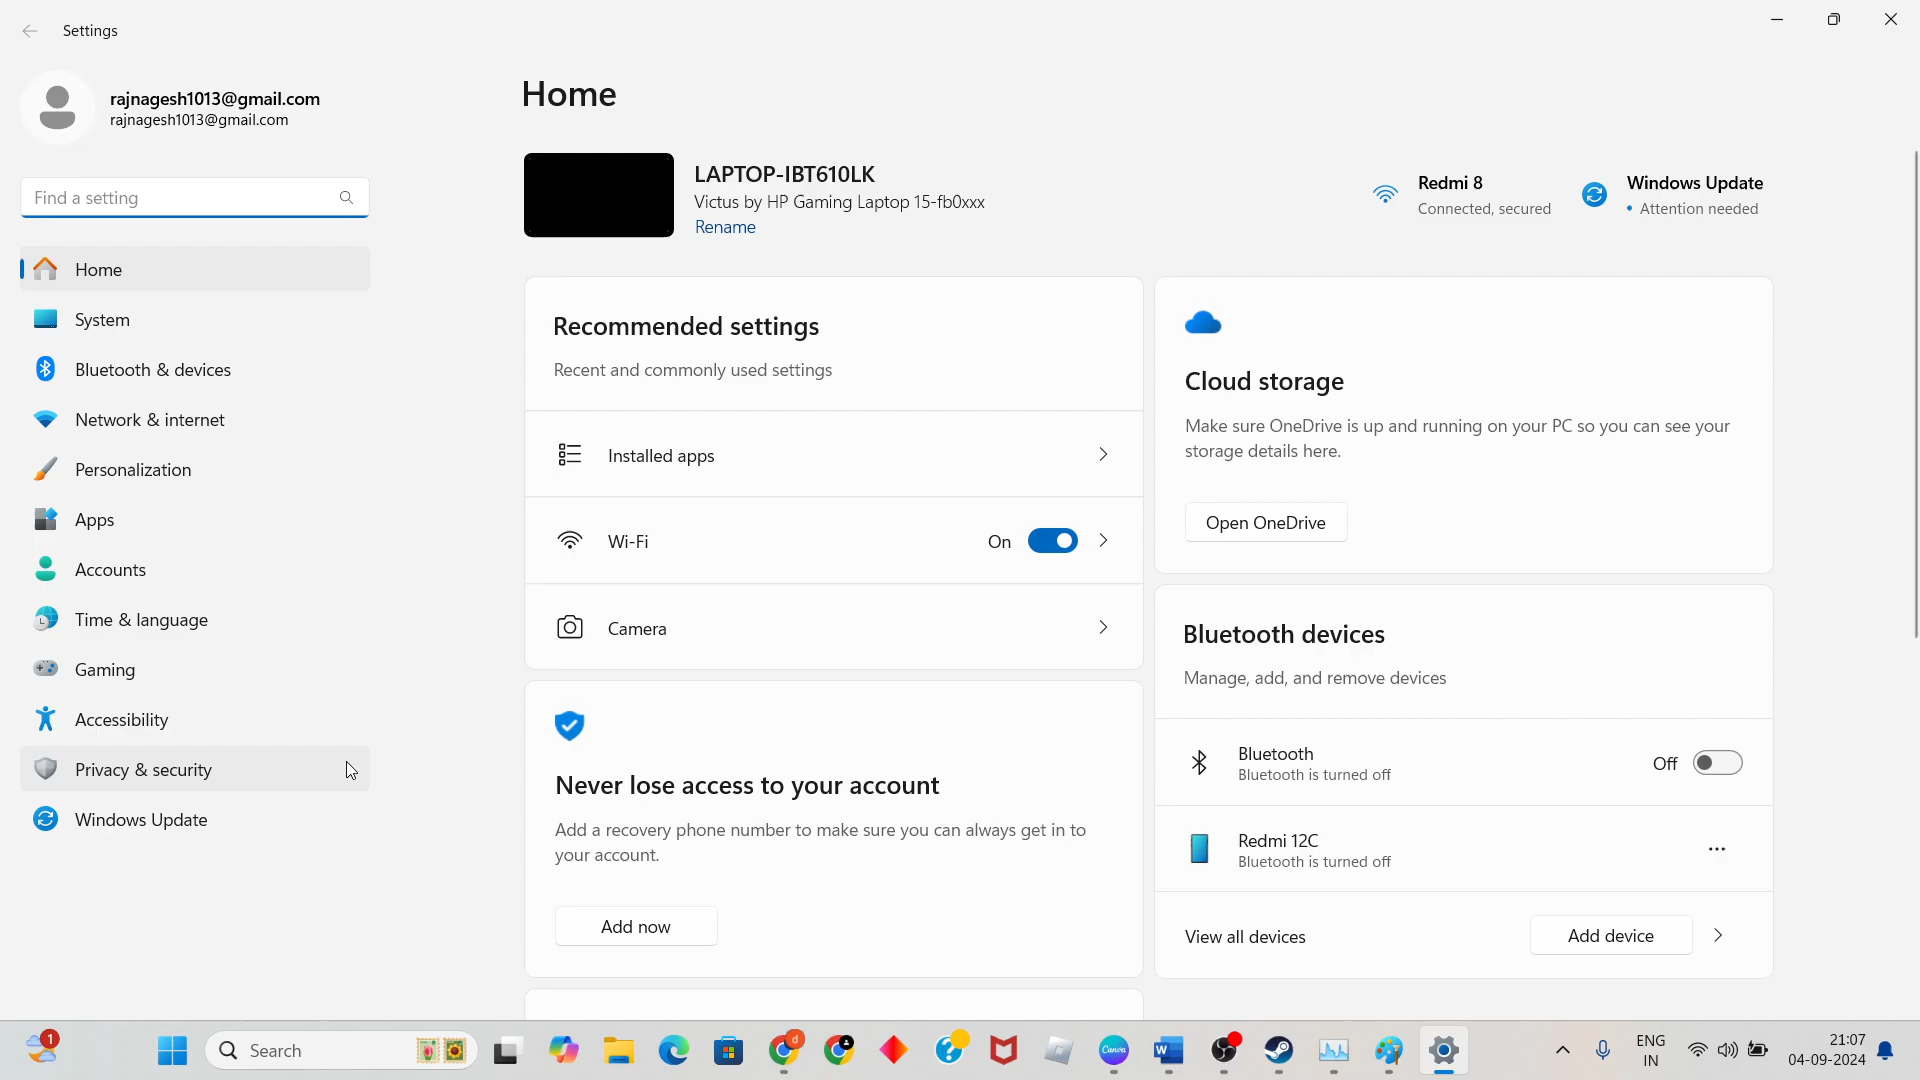 Settings
rajnagesh1013@gmail.com
rajnagesh1013@gmail.com
Find a setting
Home
System
Bluetooth & devices
Network & internet
Personalization
Apps
Accounts
Time & language
Gaming
Accessibility
Privacy & security
Windows Update
Home
LAPTOP-IBT610LK
Victus by HP Gaming Laptop 15-fb0xxx
Rename
Redmi 8
Connected, secured
Windows Update
• Attention needed
Recommended settings
Recent and commonly used settings
Installed apps
Wi-Fi
On
Camera
Never lose access to your account
Add a recovery phone number to make sure you can always get in to
your account.
Add now
Cloud storage
Make sure OneDrive is up and running on your PC so you can see your
storage details here.
Open OneDrive
Bluetooth devices
Manage, add, and remove devices
Bluetooth
Bluetooth is turned off
Off
Redmi 12C
Bluetooth is turned off
...
View all devices
Add device
1
Search
d
Canva
W
ENG
IN
21:07
04-09-2024